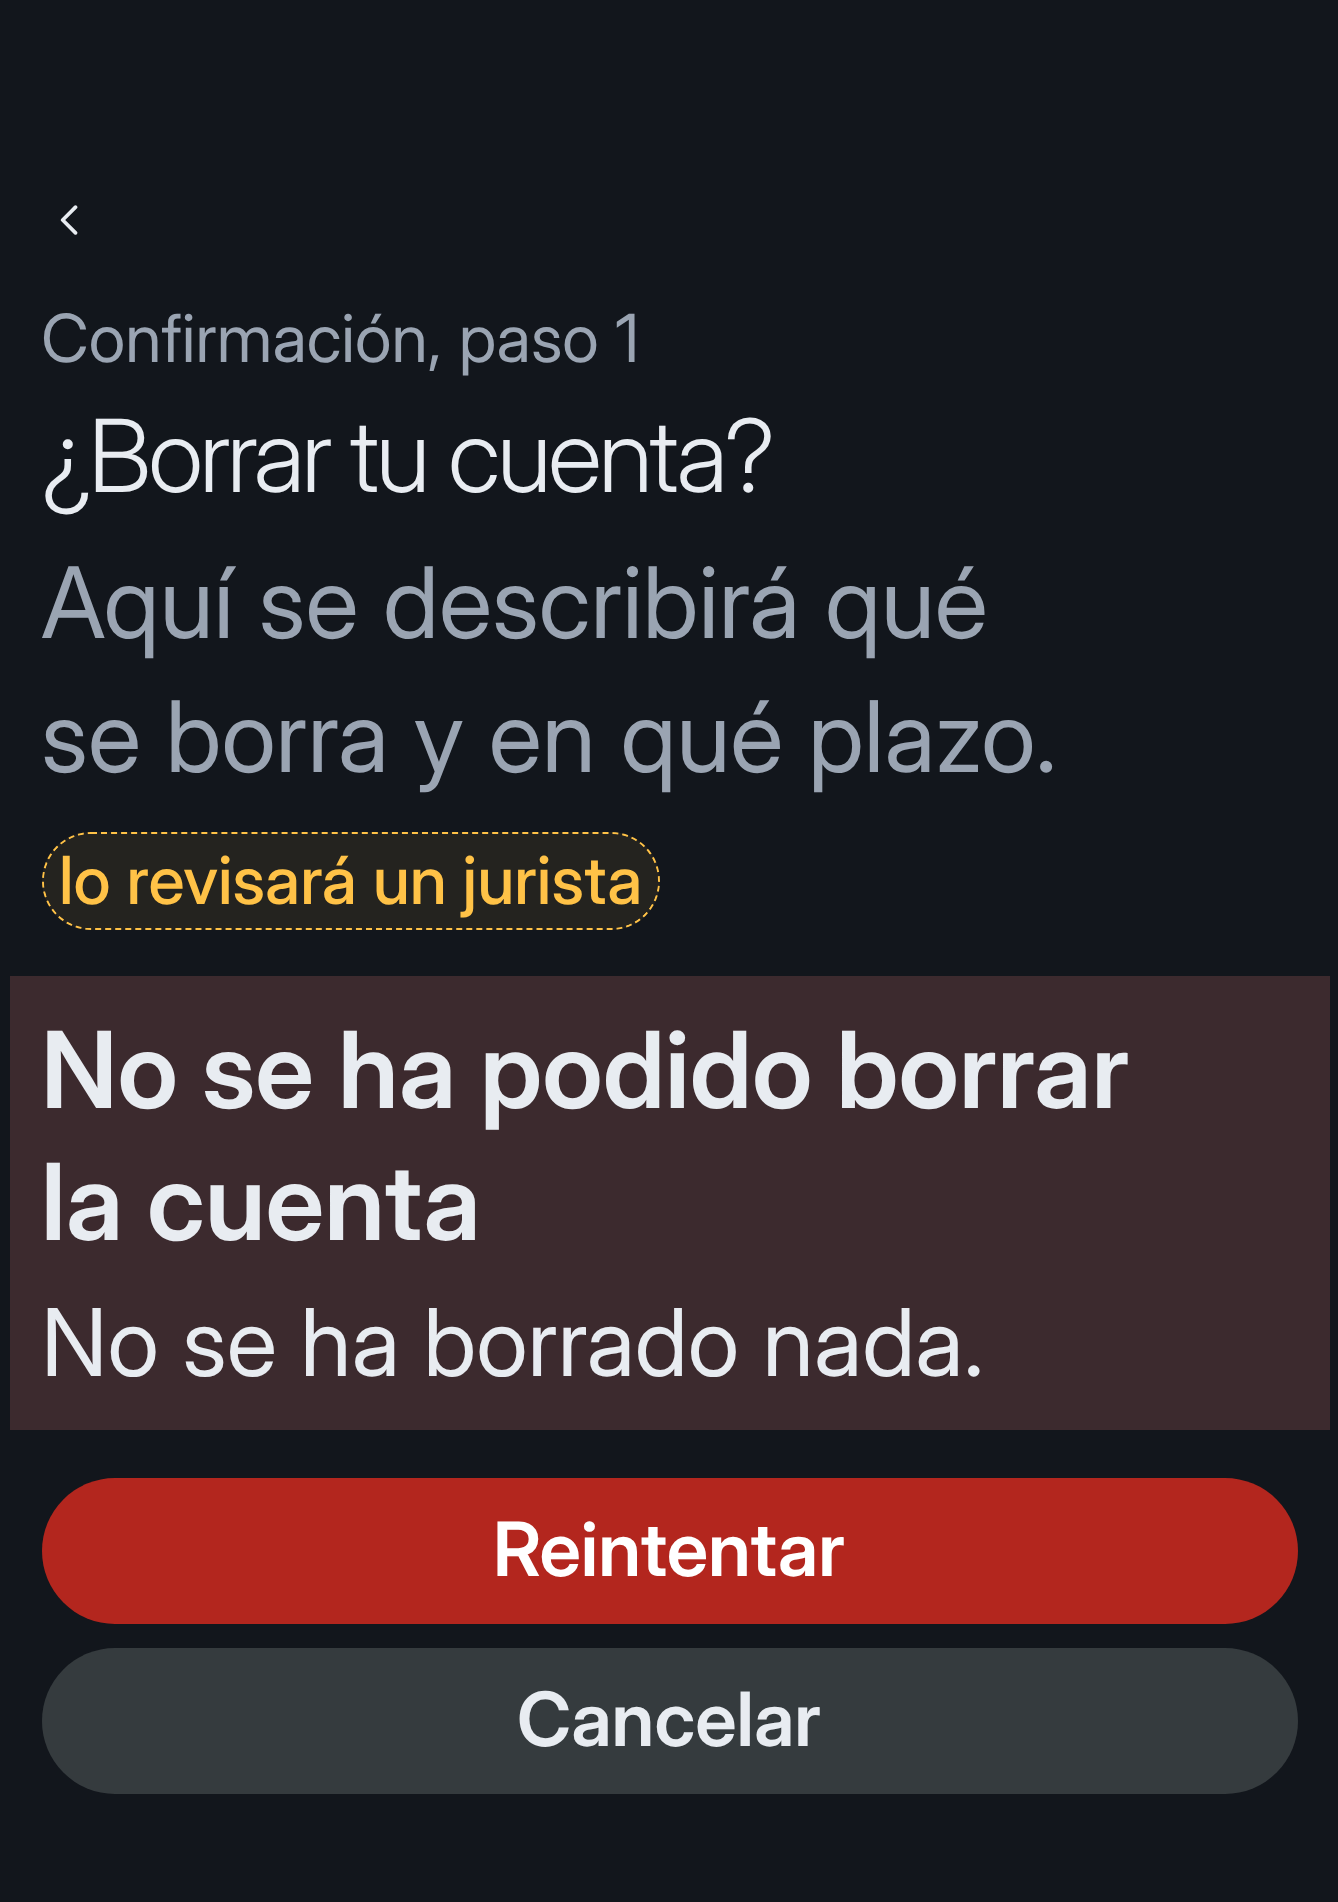 Confirmación, paso 1
¿Borrar tu cuenta?
Aquí se describirá qué
se borra y en qué plazo.
lo revisará un jurista
No se ha podido borrar
la cuenta
No se ha borrado nada.
Reintentar
Cancelar